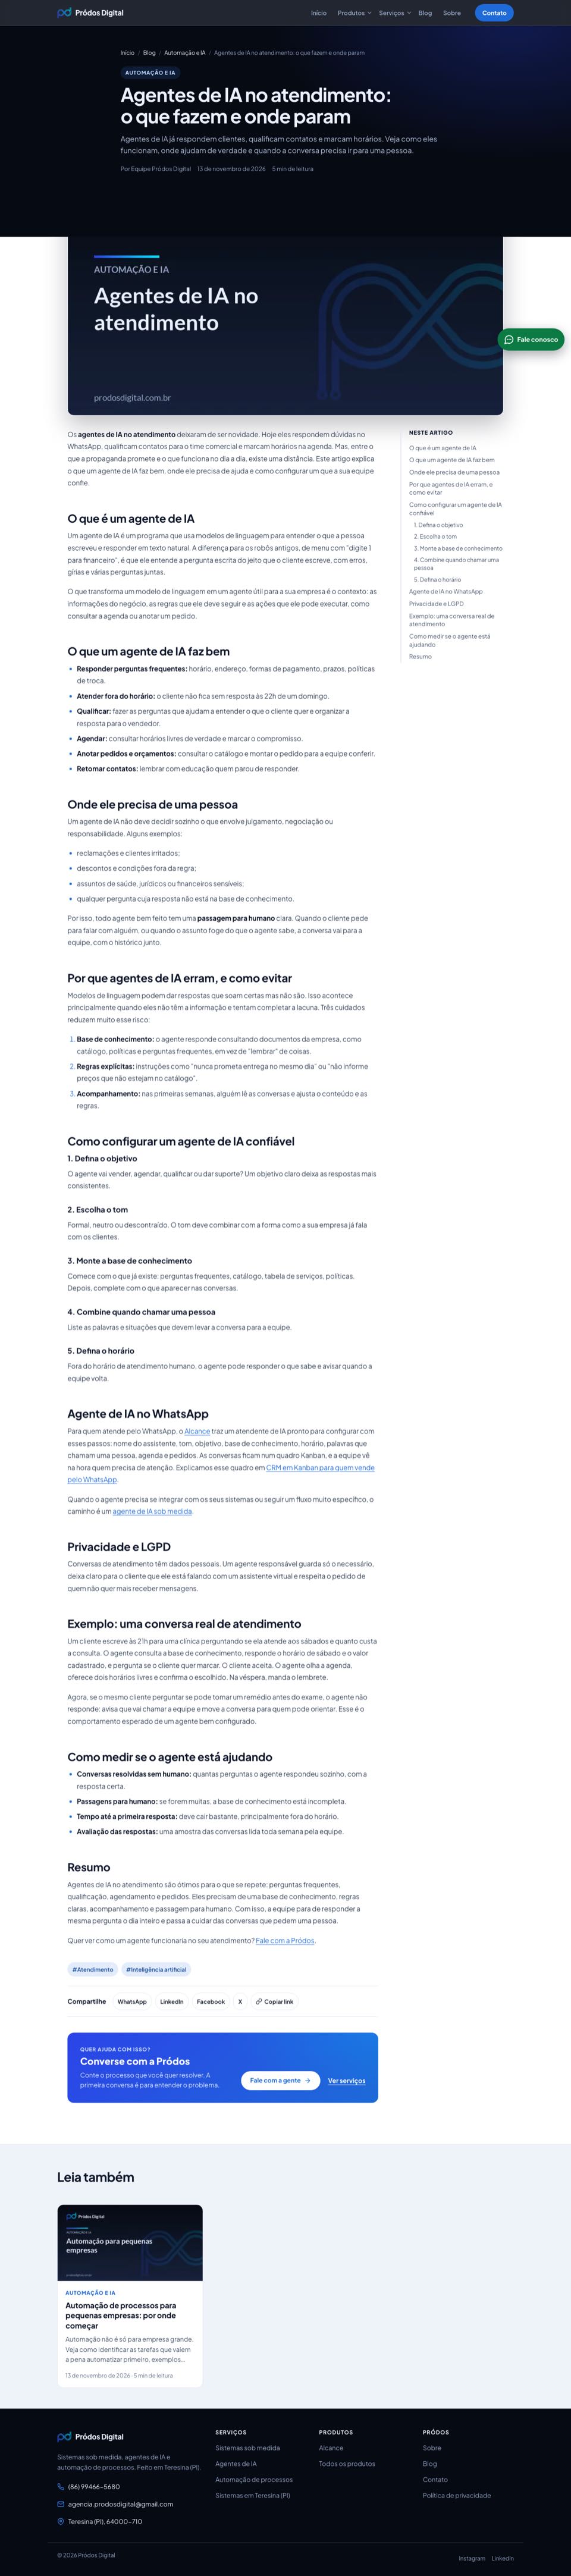 Pródos Digital
Início
Produtos
Serviços
Blog
Sobre
Contato
Início / Blog / Automação e IA / Agentes de IA no atendimento: o que fazem e onde param
AUTOMAÇÃO E IA
Agentes de IA no atendimento:
o que fazem e onde param
Agentes de IA já respondem clientes, qualificam contatos e marcam horários. Veja como eles
funcionam, onde ajudam de verdade e quando a conversa precisa ir para uma pessoa.
Por Equipe Pródos Digital 13 de novembro de 2026 5 min de leitura
AUTOMAÇÃO E IA
Agentes de IA no
atendimento
prodosdigital.com.br
Fale conosco
Os agentes de IA no atendimento deixaram de ser novidade. Hoje eles respondem dúvidas no
WhatsApp, qualificam contatos para o time comercial e marcam horários na agenda. Mas, entre o
que a propaganda promete e o que funciona no dia a dia, existe uma distância. Este artigo explica
o que um agente de IA faz bem, onde ele precisa de ajuda e como configurar um que a sua equipe
confie.
O que é um agente de IA
Um agente de IA é um programa que usa modelos de linguagem para entender o que a pessoa
escreveu e responder em texto natural. A diferença para os robôs antigos, de menu com "digite 1
para financeiro", é que ele entende a pergunta escrita do jeito que o cliente escreve, com erros,
gírias e várias perguntas juntas.
O que transforma um modelo de linguagem em um agente útil para a sua empresa é o contexto: as
informações do negócio, as regras que ele deve seguir e as ações que ele pode executar, como
consultar a agenda ou anotar um pedido.
O que um agente de IA faz bem
Responder perguntas frequentes: horário, endereço, formas de pagamento, prazos, políticas
de troca.
Atender fora do horário: o cliente não fica sem resposta às 22h de um domingo.
Qualificar: fazer as perguntas que ajudam a entender o que o cliente quer e organizar a
resposta para o vendedor.
Agendar: consultar horários livres de verdade e marcar o compromisso.
Anotar pedidos e orçamentos: consultar o catálogo e montar o pedido para a equipe conferir.
Retomar contatos: lembrar com educação quem parou de responder.
Onde ele precisa de uma pessoa
Um agente de IA não deve decidir sozinho o que envolve julgamento, negociação ou
responsabilidade. Alguns exemplos:
reclamações e clientes irritados;
descontos e condições fora da regra;
assuntos de saúde, jurídicos ou financeiros sensíveis;
qualquer pergunta cuja resposta não está na base de conhecimento.
Por isso, todo agente bem feito tem uma passagem para humano clara. Quando o cliente pede
para falar com alguém, ou quando o assunto foge do que o agente sabe, a conversa vai para a
equipe, com o histórico junto.
Por que agentes de IA erram, e como evitar
Modelos de linguagem podem dar respostas que soam certas mas não são. Isso acontece
principalmente quando eles não têm a informação e tentam completar a lacuna. Três cuidados
reduzem muito esse risco:
1. Base de conhecimento: o agente responde consultando documentos da empresa, como
catálogo, políticas e perguntas frequentes, em vez de "lembrar" de coisas.
2. Regras explícitas: instruções como "nunca prometa entrega no mesmo dia" ou "não informe
preços que não estejam no catálogo".
3. Acompanhamento: nas primeiras semanas, alguém lê as conversas e ajusta o conteúdo e as
regras.
Como configurar um agente de IA confiável
1. Defina o objetivo
O agente vai vender, agendar, qualificar ou dar suporte? Um objetivo claro deixa as respostas mais
consistentes.
2. Escolha o tom
Formal, neutro ou descontraído. O tom deve combinar com a forma como a sua empresa já fala
com os clientes.
3. Monte a base de conhecimento
Comece com o que já existe: perguntas frequentes, catálogo, tabela de serviços, políticas.
Depois, complete com o que aparecer nas conversas.
4. Combine quando chamar uma pessoa
Liste as palavras e situações que devem levar a conversa para a equipe.
5. Defina o horário
Fora do horário de atendimento humano, o agente pode responder o que sabe e avisar quando a
equipe volta.
Agente de IA no WhatsApp
Para quem atende pelo WhatsApp, o Alcance traz um atendente de IA pronto para configurar com
esses passos: nome do assistente, tom, objetivo, base de conhecimento, horário, palavras que
chamam uma pessoa, agenda e pedidos. As conversas ficam num quadro Kanban, e a equipe vê
na hora quem precisa de atenção. Explicamos esse quadro em CRM em Kanban para quem vende
pelo WhatsApp.
Quando o agente precisa se integrar com os seus sistemas ou seguir um fluxo muito específico, o
caminho é um agente de IA sob medida.
Privacidade e LGPD
Conversas de atendimento têm dados pessoais. Um agente responsável guarda só o necessário,
deixa claro para o cliente que ele está falando com um assistente virtual e respeita o pedido de
quem não quer mais receber mensagens.
Exemplo: uma conversa real de atendimento
Um cliente escreve às 21h para uma clínica perguntando se ela atende aos sábados e quanto custa
a consulta. O agente consulta a base de conhecimento, responde o horário de sábado e o valor
cadastrado, e pergunta se o cliente quer marcar. O cliente aceita. O agente olha a agenda,
oferece dois horários livres e confirma o escolhido. Na véspera, manda o lembrete.
Agora, se o mesmo cliente perguntar se pode tomar um remédio antes do exame, o agente não
responde: avisa que vai chamar a equipe e move a conversa para quem pode orientar. Esse é o
comportamento esperado de um agente bem configurado.
Como medir se o agente está ajudando
Conversas resolvidas sem humano: quantas perguntas o agente respondeu sozinho, com a
resposta certa.
Passagens para humano: se forem muitas, a base de conhecimento está incompleta.
Tempo até a primeira resposta: deve cair bastante, principalmente fora do horário.
Avaliação das respostas: uma amostra das conversas lida toda semana pela equipe.
Resumo
Agentes de IA no atendimento são ótimos para o que se repete: perguntas frequentes,
qualificação, agendamento e pedidos. Eles precisam de uma base de conhecimento, regras
claras, acompanhamento e passagem para humano. Com isso, a equipe para de responder a
mesma pergunta o dia inteiro e passa a cuidar das conversas que pedem uma pessoa.
Quer ver como um agente funcionaria no seu atendimento? Fale com a Pródos.
#Atendimento
#Inteligência artificial
Compartilhe
WhatsApp
LinkedIn
Facebook
X
Copiar link
QUER AJUDA COM ISSO?
Converse com a Pródos
Conte o processo que você quer resolver. A
primeira conversa é para entender o problema.
Fale com a gente →
Ver serviços
NESTE ARTIGO
O que é um agente de IA
O que um agente de IA faz bem
Onde ele precisa de uma pessoa
Por que agentes de IA erram, e
como evitar
Como configurar um agente de IA
confiável
1. Defina o objetivo
2. Escolha o tom
3. Monte a base de conhecimento
4. Combine quando chamar uma
pessoa
5. Defina o horário
Agente de IA no WhatsApp
Privacidade e LGPD
Exemplo: uma conversa real de
atendimento
Como medir se o agente está
ajudando
Resumo
Leia também
Pródos Digital
Automação para pequenas
empresas
AUTOMAÇÃO E IA
Automação de processos para
pequenas empresas: por onde
começar
Automação não é só para empresa grande.
Veja como identificar as tarefas que valem
a pena automatizar primeiro, exemplos...
13 de novembro de 2026 · 5 min de leitura
Pródos Digital
Sistemas sob medida, agentes de IA e
automação de processos. Feito em Teresina (PI).
(86) 99466-5680
agencia.prodosdigital@gmail.com
Teresina (PI), 64000-710
SERVIÇOS
Sistemas sob medida
Agentes de IA
Automação de processos
Sistemas em Teresina (PI)
PRODUTOS
Alcance
Todos os produtos
PRÓDOS
Sobre
Blog
Contato
Política de privacidade
© 2026 Pródos Digital
Instagram
LinkedIn